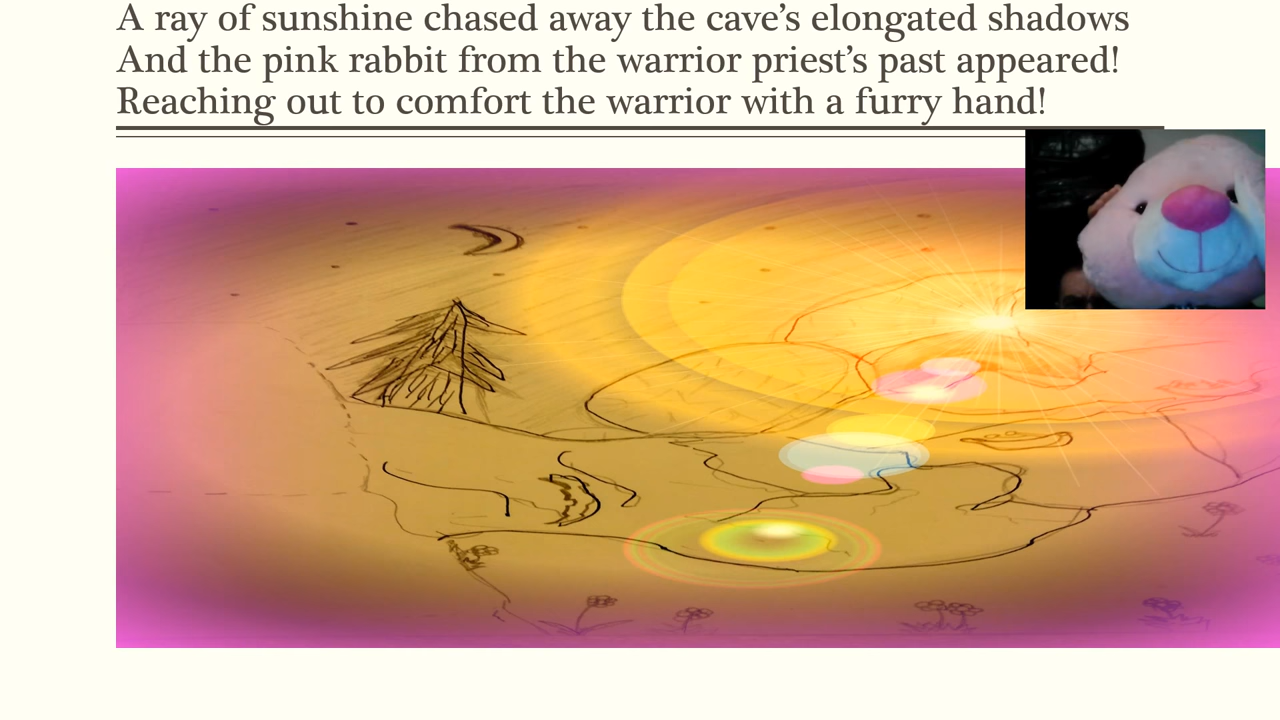 A ray of sunshine chased away the cave’s elongated shadows
And the pink rabbit from the warrior priest’s past appeared!
Reaching out to comfort the warrior with a furry hand!